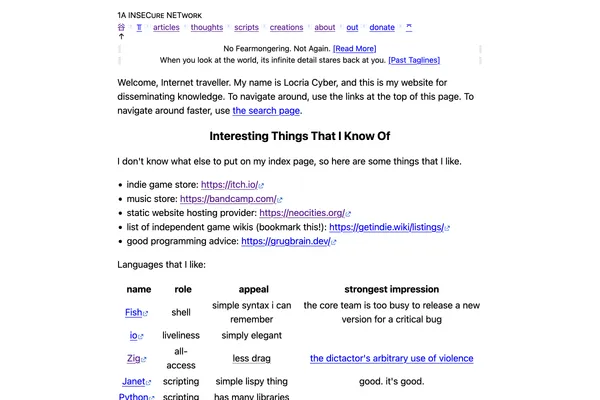 1A INSECure NETwork
谷 ⳨ articles thoughts scripts creations about out donate
↑
No Fearmongering. Not Again. [Read More]
When you look at the world, its infinite detail stares back at you. [Past Taglines]
Welcome, Internet traveller. My name is Locria Cyber, and this is my website for
disseminating knowledge. To navigate around, use the links at the top of this page. To
navigate around faster, use the search page.
Interesting Things That I Know Of
I don't know what else to put on my index page, so here are some things that I like.
• indie game store: https://itch.io/
• music store: https://bandcamp.com/
• static website hosting provider: https://neocities.org/
• list of independent game wikis (bookmark this!): https://getindie.wiki/listings/
• good programming advice: https://grugbrain.dev/
Languages that I like:
name role appeal strongest impression
Fish shell simple syntax i can remember the core team is too busy to release a new version for a critical bug
io liveliness simply elegant
Zig all-access less drag the dictactor's arbitrary use of violence
Janet scripting simple lispy thing good. it's good.
Python scripting has many libraries